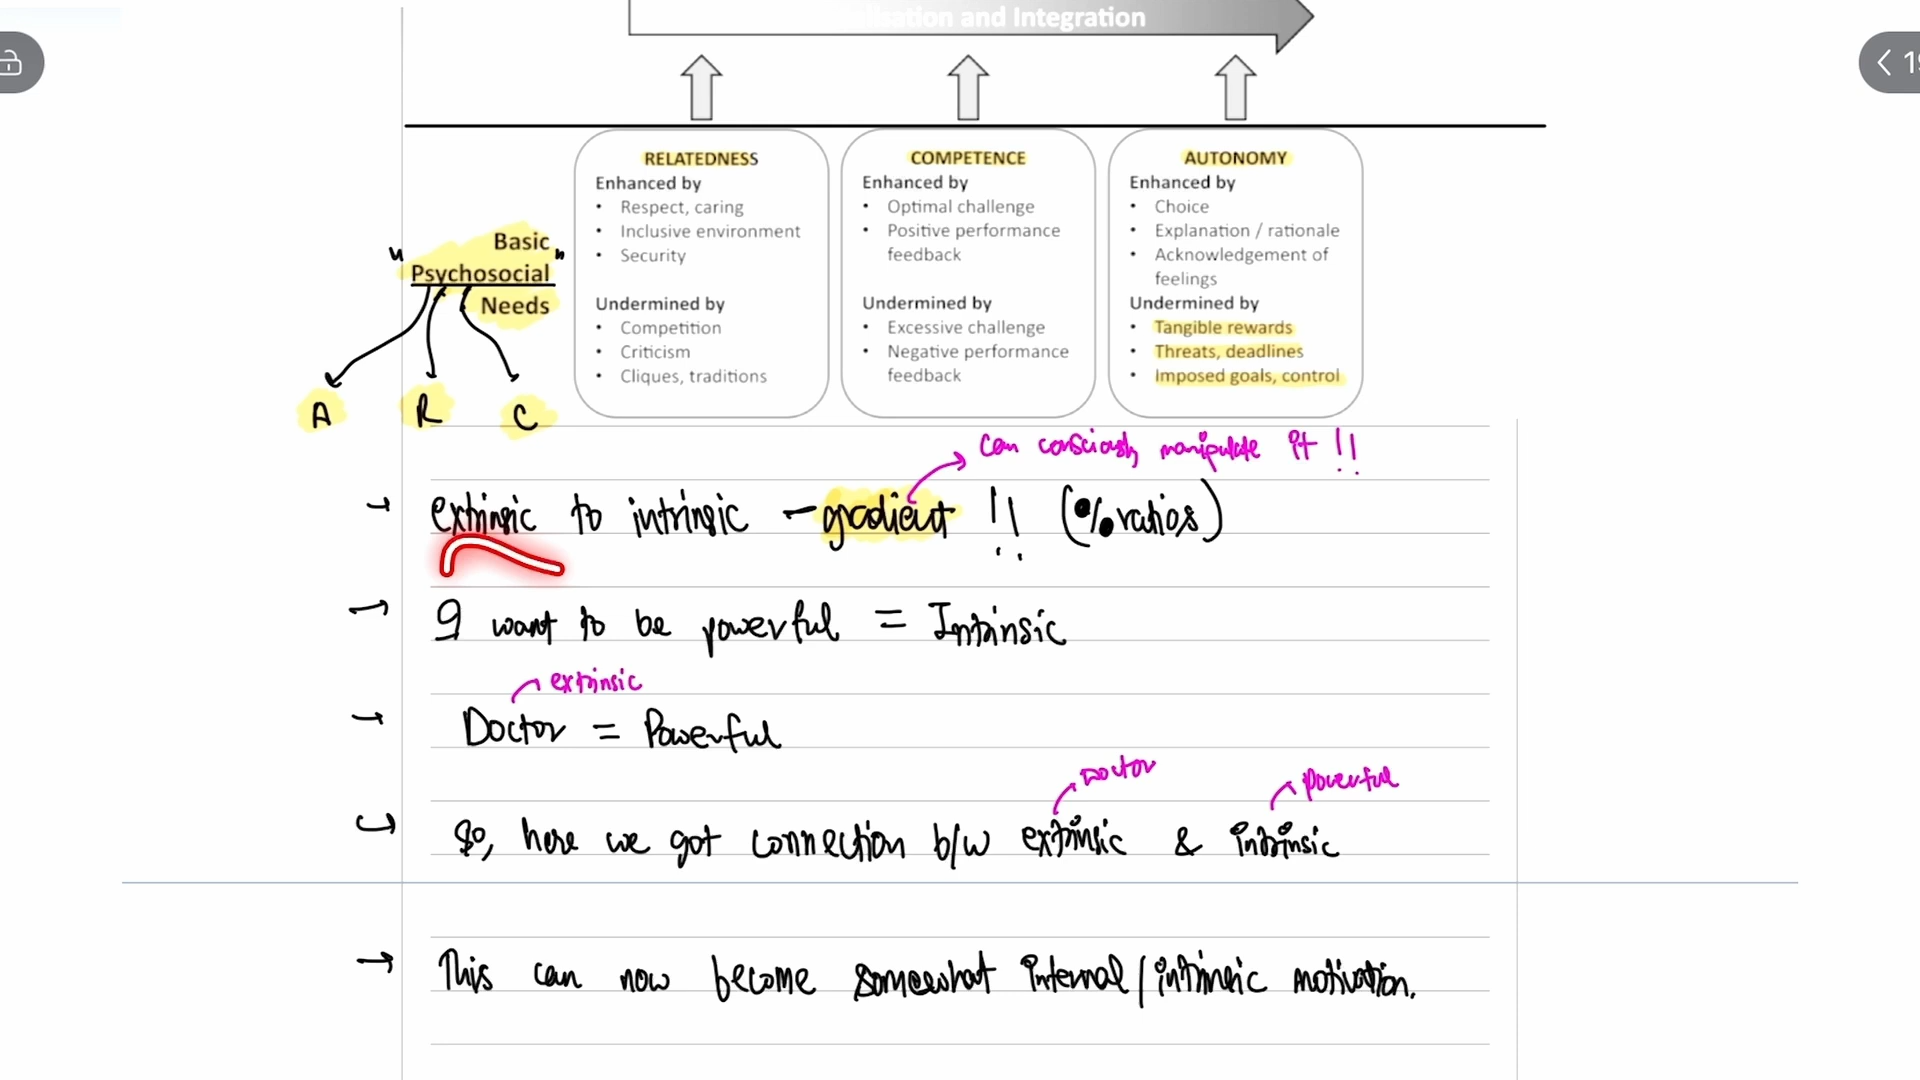 sation and Integration
RELATEDNESS
Enhanced by
• Respect, caring
• Inclusive environment
• Security
Undermined by
• Competition
• Criticism
• Cliques, traditions
COMPETENCE
Enhanced by
• Optimal challenge
• Positive performance
feedback
Undermined by
• Excessive challenge
• Negative performance
feedback
AUTONOMY
Enhanced by
• Choice
• Explanation / rationale
• Acknowledgement of
feelings
Undermined by
• Tangible rewards
• Threats, deadlines
• Imposed goals, control
" Basic
Psychosocial "
Needs
A R C
can consciously manipulate it !!
→ extrinsic to intrinsic - gradient !! (% ratios)
→ I want to be powerful = Intrinsic
extrinsic
→ Doctor = Powerful
Doctor powerful
→ So, here we got connection b/w extrinsic & intrinsic
→ This can now become somewhat internal/intrinsic motivation.